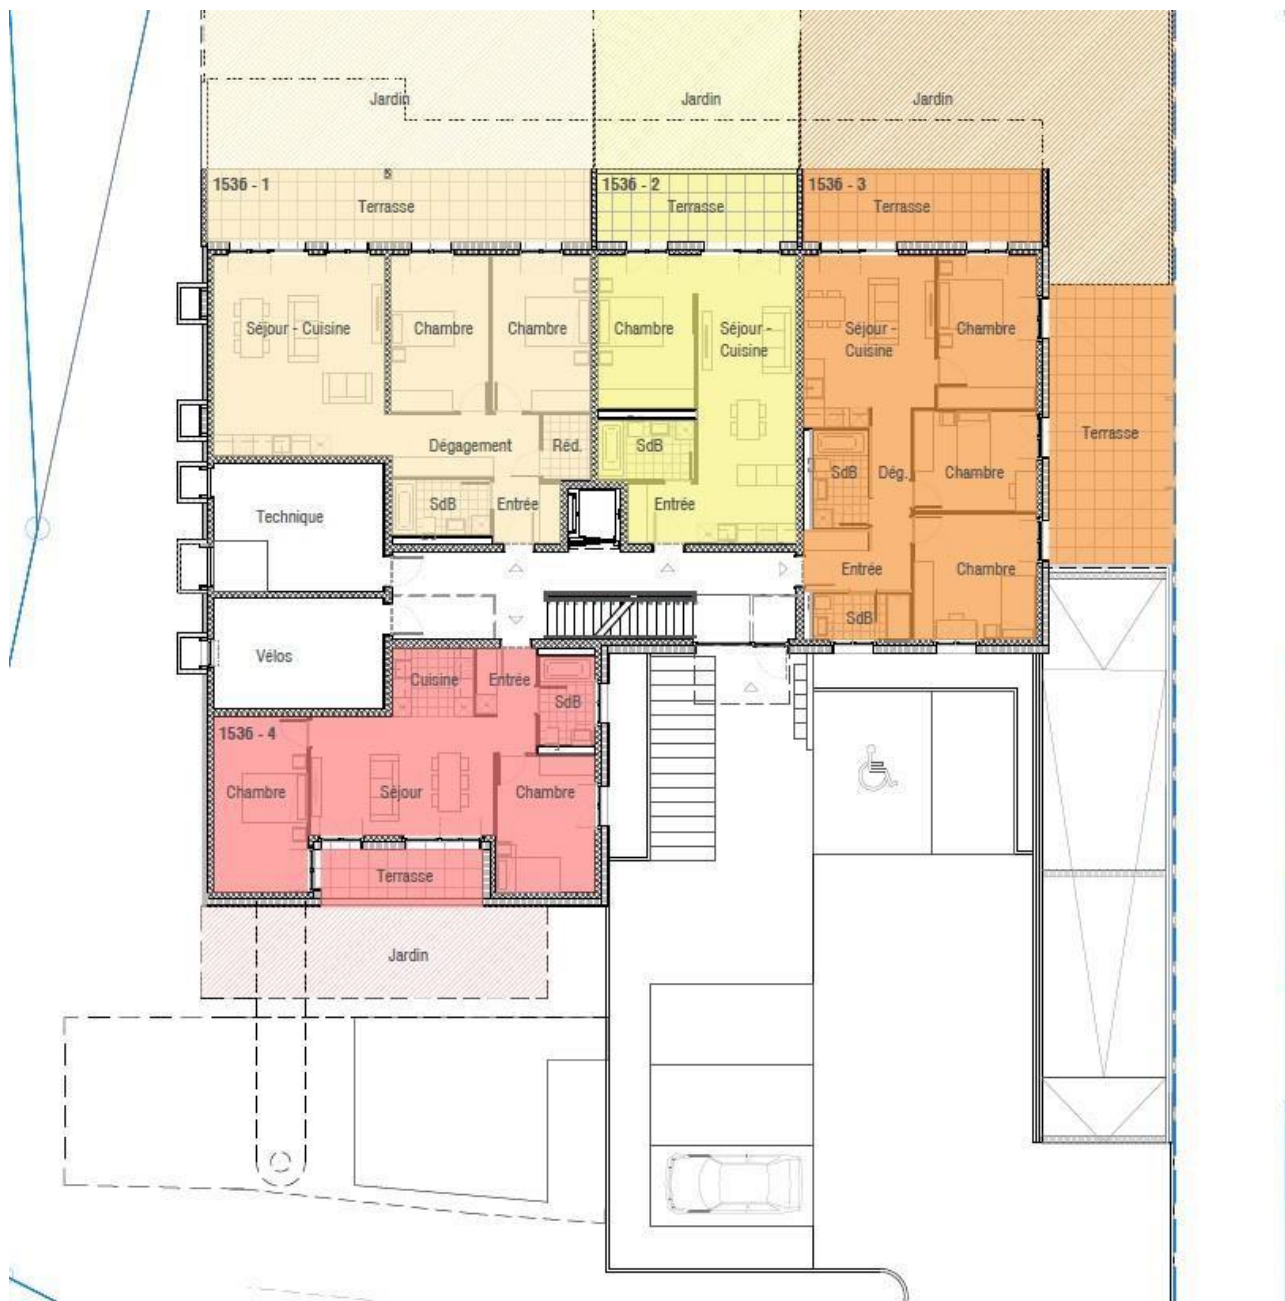 Jardin
Jardin
Jardin
1536 - 1
1536 - 2
1536 - 3
Terrasse
Terrasse
Terrasse
Séjour - Cuisine
Chambre
Chambre
Chambre
Séjour -
Cuisine
Séjour -
Cuisine
Chambre
Terrasse
Dégagement
Réd.
SdB
SdB
Dég.
Chambre
SdB
Entrée
Entrée
Technique
Entrée
Chambre
SdB
Vélos
Cuisine
Entrée
SdB
1536 - 4
Chambre
Séjour
Chambre
Terrasse
Jardin